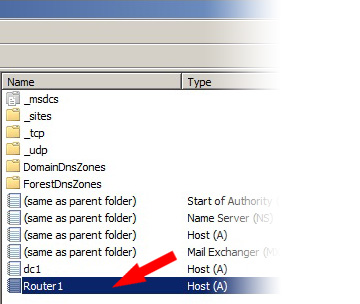 Name Type
_msdcs
_sites
_tcp
_udp
DomainDnsZones
ForestDnsZones
(same as parent folder) Start of Authority
(same as parent folder) Name Server (NS)
(same as parent folder) Host (A)
(same as parent folder) Mail Exchanger (M
dc1 Host (A)
Router1 Host (A)